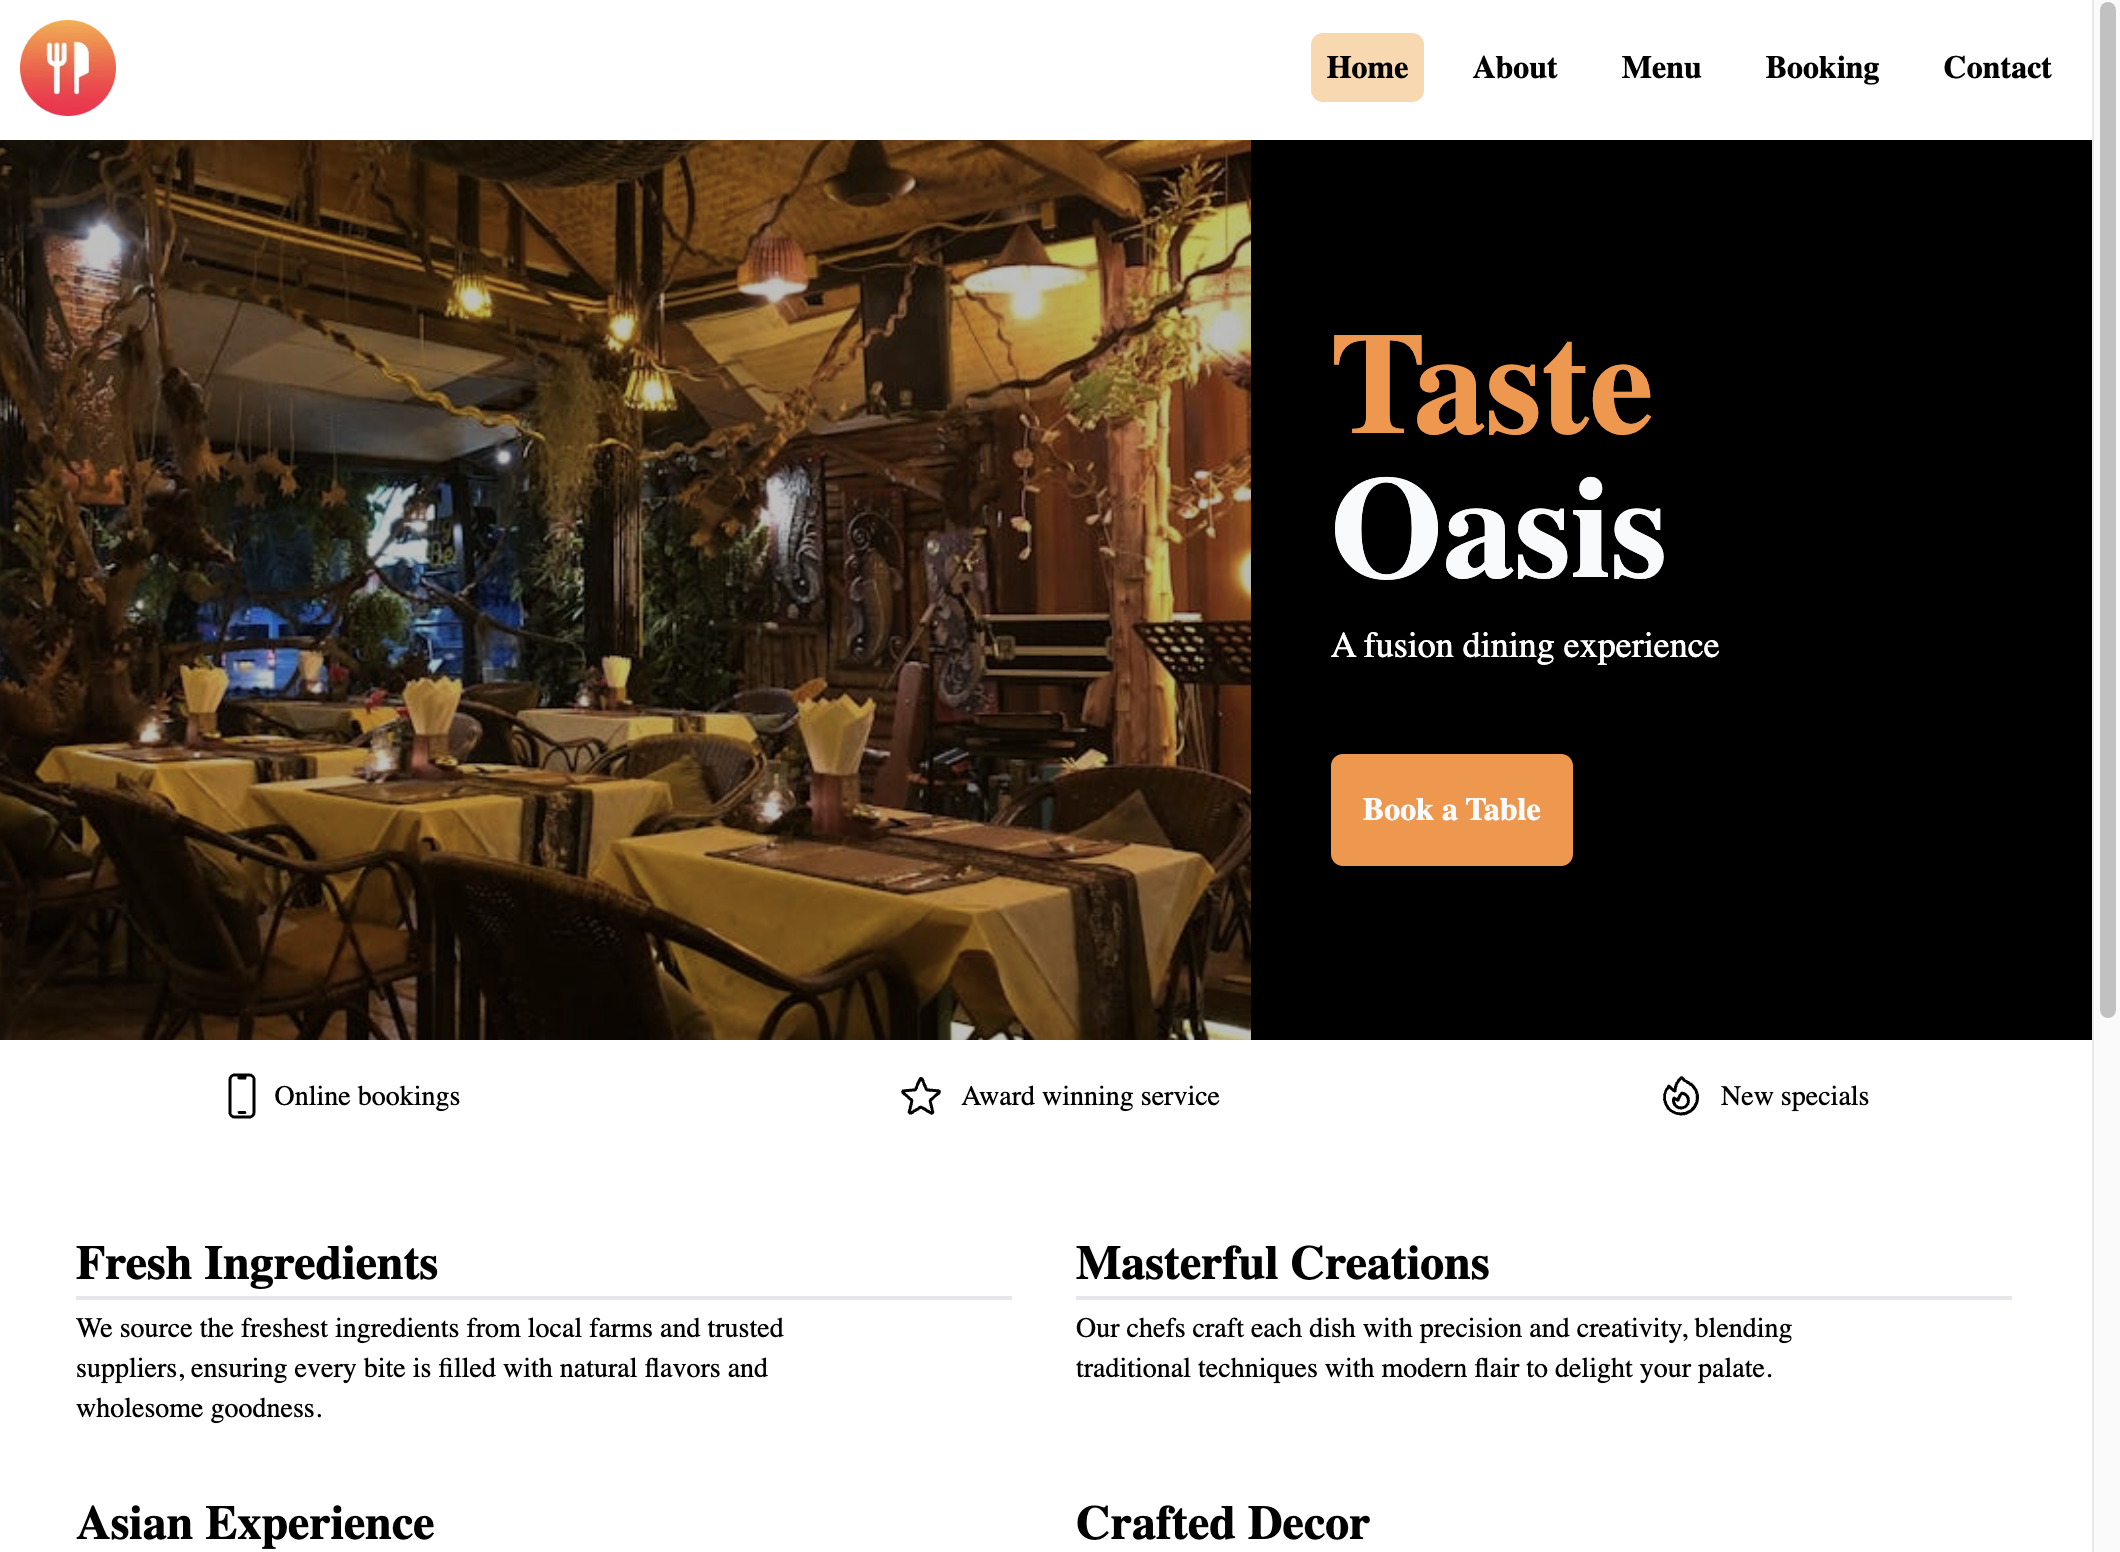 Home About Menu Booking Contact
Taste
Oasis
A fusion dining experience
Book a Table
Online bookings
Award winning service
New specials
Fresh Ingredients
We source the freshest ingredients from local farms and trusted
suppliers, ensuring every bite is filled with natural flavors and
wholesome goodness.
Masterful Creations
Our chefs craft each dish with precision and creativity, blending
traditional techniques with modern flair to delight your palate.
Asian Experience
Crafted Decor